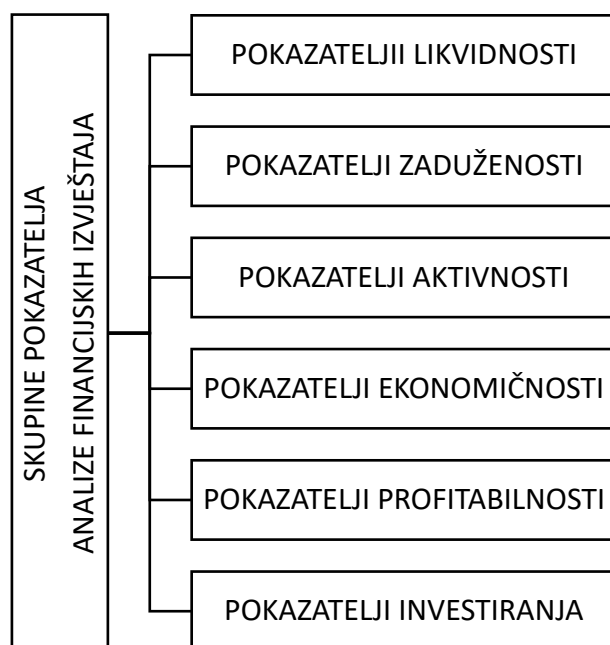 SKUPINE POKAZATELJA
ANALIZE FINANCIJSKIH IZVJEŠTAJA
POKAZATELJII LIKVIDNOSTI
POKAZATELJI ZADUŽENOSTI
POKAZATELJI AKTIVNOSTI
POKAZATELJI EKONOMIČNOSTI
POKAZATELJI PROFITABILNOSTI
POKAZATELJI INVESTIRANJA